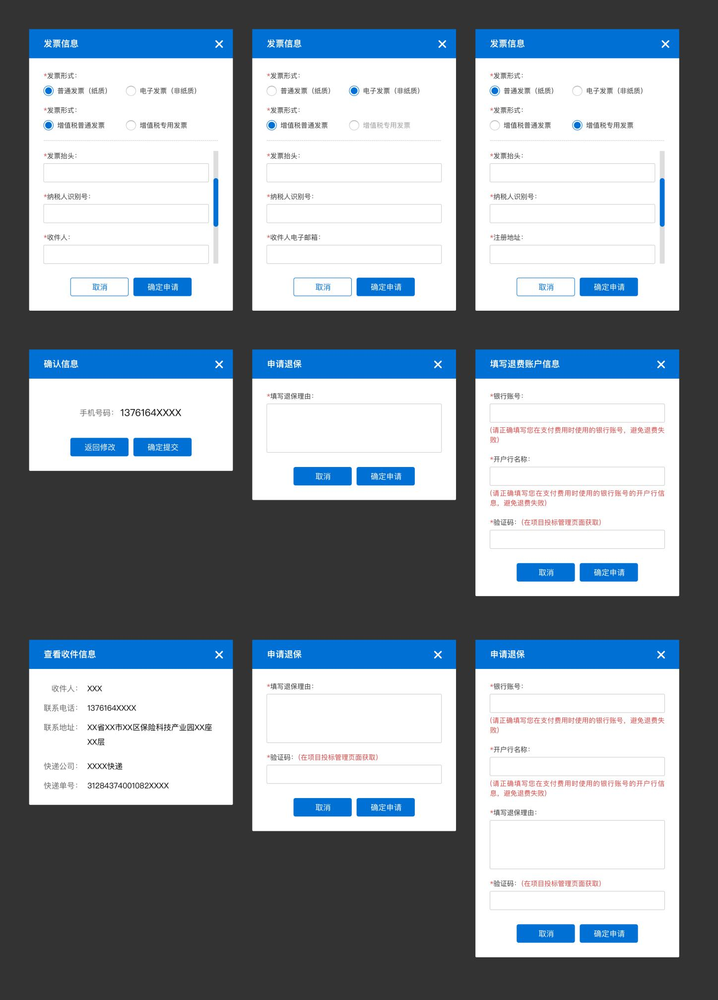 发票信息
*发票形式：
普通发票（纸质） 电子发票（非纸质）
*发票形式：
增值税普通发票 增值税专用发票
*发票抬头：
*纳税人识别号：
*收件人：
取消 确定申请
发票信息
*发票形式：
普通发票（纸质） 电子发票（非纸质）
*发票形式：
增值税普通发票 增值税专用发票
*发票抬头：
*纳税人识别号：
*收件人电子邮箱：
取消 确定申请
发票信息
*发票形式：
普通发票（纸质） 电子发票（非纸质）
*发票形式：
增值税普通发票 增值税专用发票
*发票抬头：
*纳税人识别号：
*注册地址：
取消 确定申请
确认信息
手机号码： 1376164XXXX
返回修改 确定提交
申请退保
*填写退保理由：
取消 确定申请
填写退费账户信息
*银行账号：
（请正确填写您在支付费用时使用的银行账号，避免退费失
败）
*开户行名称：
（请正确填写您在支付费用时使用的银行账号的开户行信
息，避免退费失败）
*验证码：（在项目投标管理页面获取）
取消 确定申请
查看收件信息
收件人： XXX
联系电话： 1376164XXXX
联系地址： XX省XX市XX区保险科技产业园XX座
XX层
快递公司： XXXX快递
快递单号： 31284374001082XXXX
申请退保
*填写退保理由：
*验证码：（在项目投标管理页面获取）
取消 确定申请
申请退保
*银行账号：
（请正确填写您在支付费用时使用的银行账号，避免退费失
败）
*开户行名称：
（请正确填写您在支付费用时使用的银行账号的开户行信
息，避免退费失败）
*填写退保理由：
*验证码：（在项目投标管理页面获取）
取消 确定申请